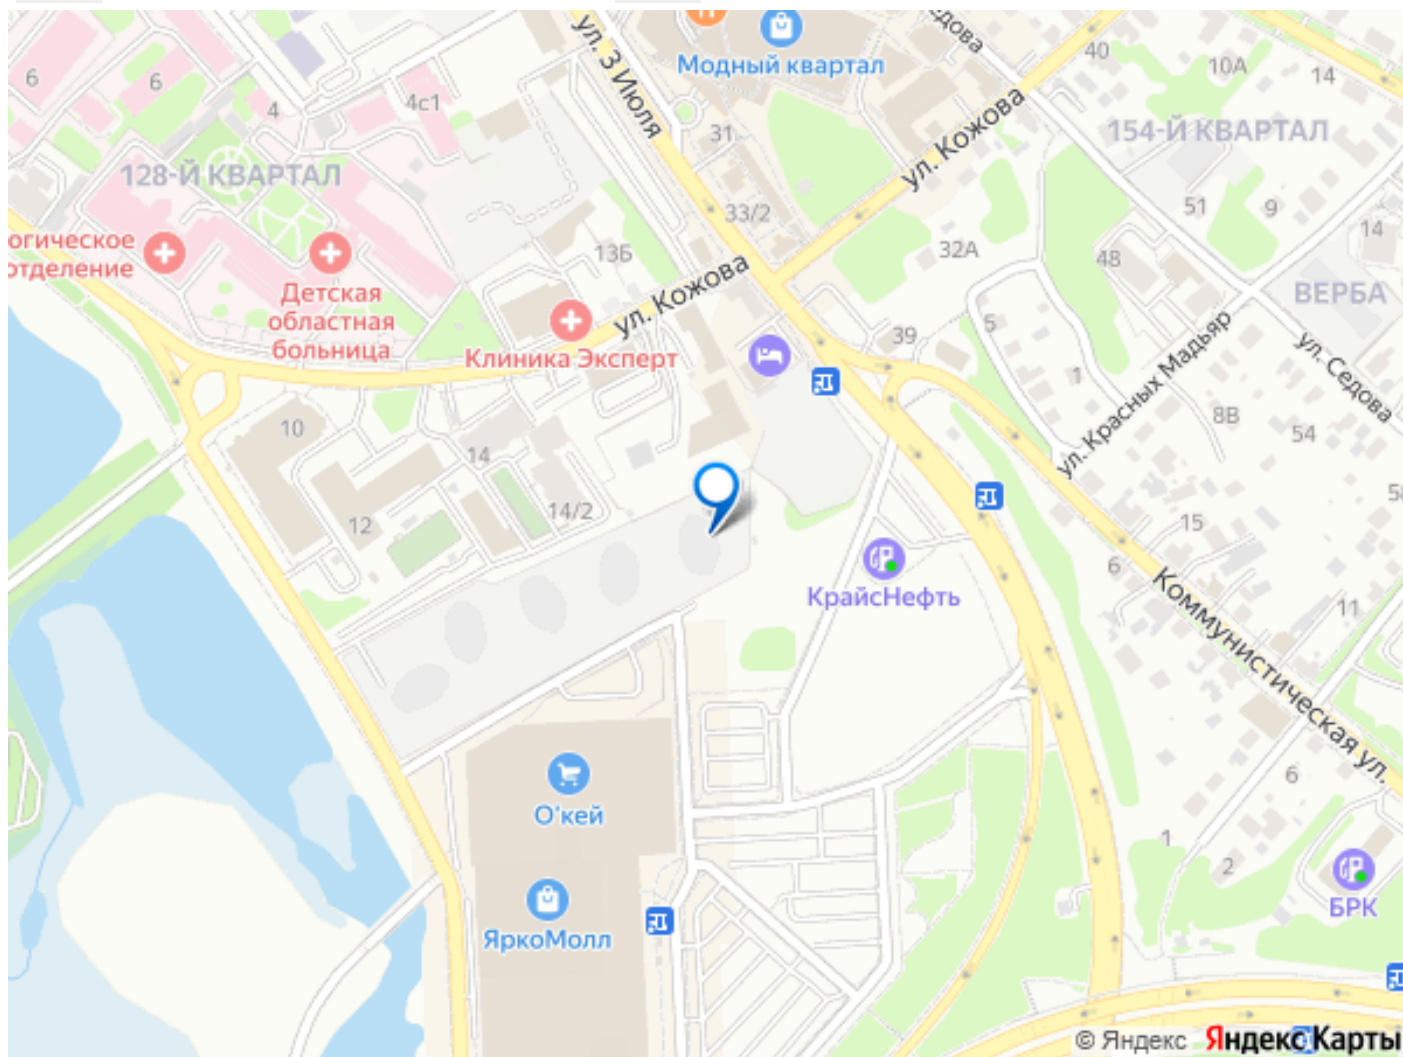 ул. 3 Июля
Модный квартал
Седова
40
10А
14
6
6
4
4с1
31
ул. Кожова
154-Й КВАРТАЛ
128-Й КВАРТАЛ
33/2
51
9
14
огическое
отделение
13Б
32А
48
ВЕРБА
Детская
областная
больница
ул. Кожова
Клиника Эксперт
39
5
1
ул. Красных Мадьяр
ул. Седова
8В
54
10
14
12
14/2
15
6
КрайсНефть
Коммунистическая ул.
11
О'кей
6
1
2
БРК
ЯркоМолл
© Яндекс Яндекс Карты